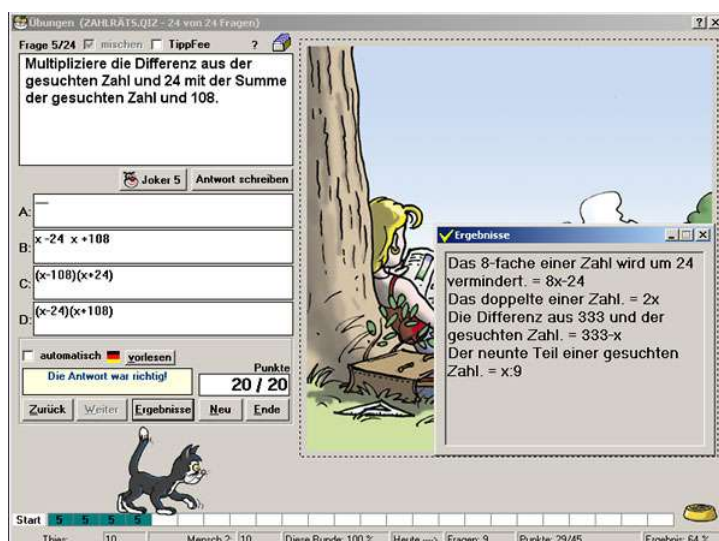 Übungen (ZAHLRÄTS.QIZ - 24 von 24 Fragen)
Frage 5/24 mischen TippFee ?
Multipliziere die Differenz aus der
gesuchten Zahl und 24 mit der Summe
der gesuchten Zahl und 108.
Joker 5 Antwort schreiben
A:
B: x -24 x +108
C: (x-108)(x+24)
D: (x-24)(x+108)
automatisch vorlesen
Die Antwort war richtig!
Punkte
20 / 20
Zurück Weiter Ergebnisse Neu Ende
Ergebnisse
Das 8-fache einer Zahl wird um 24
vermindert. = 8x-24
Das doppelte einer Zahl. = 2x
Die Differenz aus 333 und der
gesuchten Zahl. = 333-x
Der neunte Teil einer gesuchten
Zahl. = x:9
Start 5 5 5 5
10 Mensch 2: 10 Diese Runde: 100 % Heute ---> Fragen: 9 Punkte: 29/45 Ergebnis: 64 %